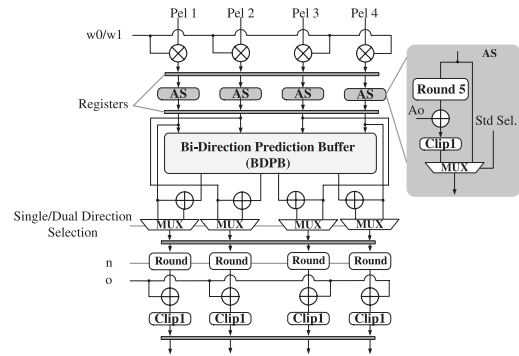 Pel 1 Pel 2 Pel 3 Pel 4
w0/w1
AS
Round 5
Ao
Std Sel.
Clip1
MUX
AS AS AS AS
Registers
Bi-Direction Prediction Buffer
(BDPB)
Single/Dual Direction
Selection
MUX MUX MUX MUX
n
Round Round Round Round
o
Clip1 Clip1 Clip1 Clip1